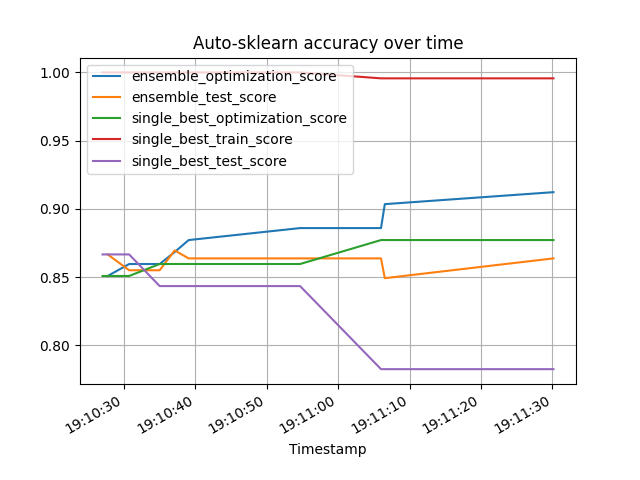 Auto-sklearn accuracy over time
1.00
0.95
0.90
0.85
0.80
ensemble_optimization_score
ensemble_test_score
single_best_optimization_score
single_best_train_score
single_best_test_score
19:10:30
19:10:40
19:10:50
19:11:00
19:11:10
19:11:20
19:11:30
Timestamp